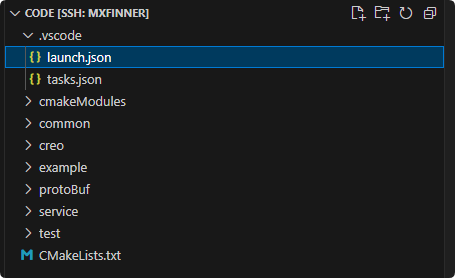 CODE [SSH: MXFINNER]
.vscode
{} launch.json
{} tasks.json
cmakeModules
common
creo
example
protoBuf
service
test
CMakeLists.txt